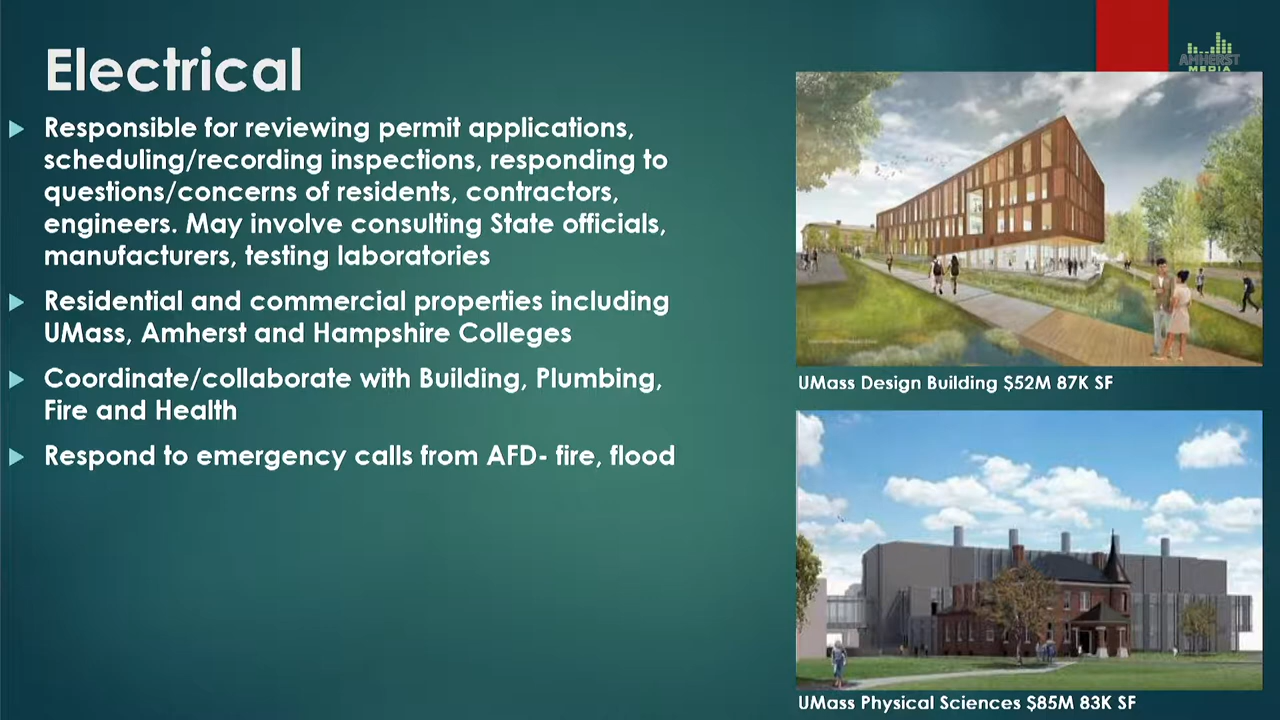 Electrical
Responsible for reviewing permit applications,
scheduling/recording inspections, responding to
questions/concerns of residents, contractors,
engineers. May involve consulting State officials,
manufacturers, testing laboratories
Residential and commercial properties including
UMass, Amherst and Hampshire Colleges
Coordinate/collaborate with Building, Plumbing,
Fire and Health
Respond to emergency calls from AFD- fire, flood
AMHERST
MEDIA
UMass Design Building $52M 87K SF
UMass Physical Sciences $85M 83K SF